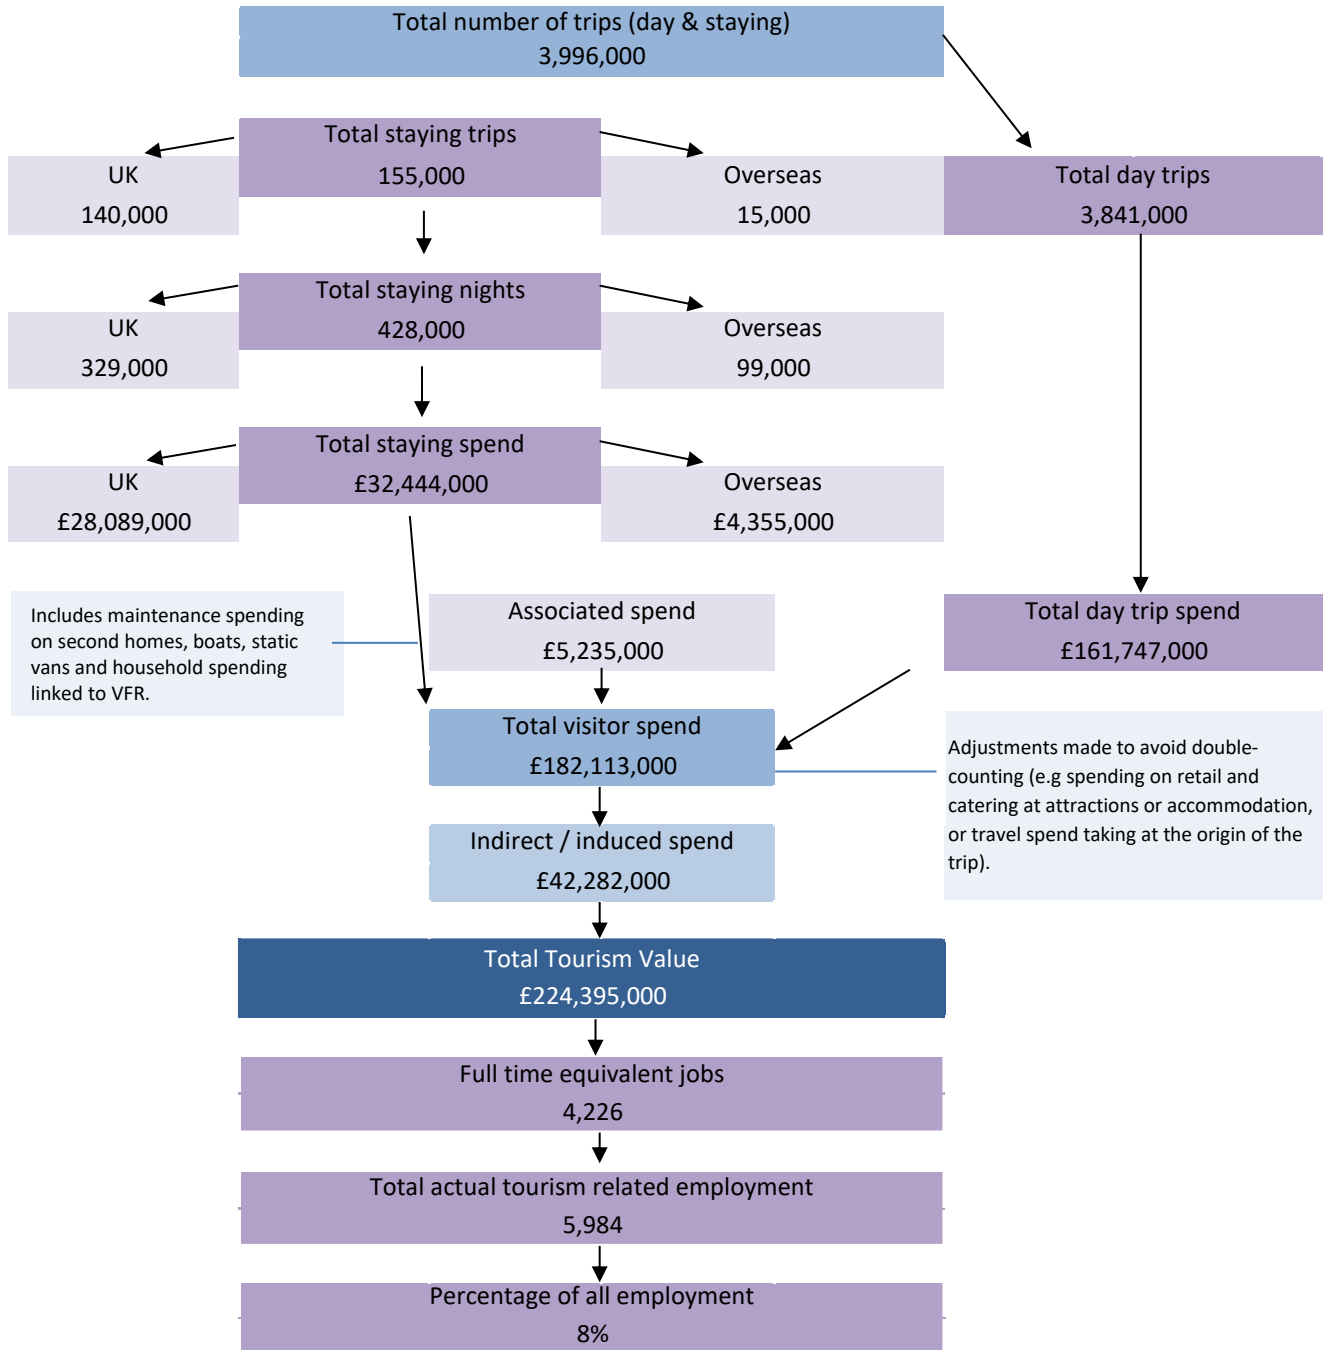 Total number of trips (day & staying)
3,996,000
Total staying trips
155,000
UK
140,000
Overseas
15,000
Total day trips
3,841,000
Total staying nights
428,000
UK
329,000
Overseas
99,000
Total staying spend
£32,444,000
UK
£28,089,000
Overseas
£4,355,000
Includes maintenance spending
on second homes, boats, static
vans and household spending
linked to VFR.
Associated spend
£5,235,000
Total day trip spend
£161,747,000
Total visitor spend
£182,113,000
Adjustments made to avoid double-
counting (e.g spending on retail and
catering at attractions or accommodation,
or travel spend taking at the origin of the
trip).
Indirect / induced spend
£42,282,000
Total Tourism Value
£224,395,000
Full time equivalent jobs
4,226
Total actual tourism related employment
5,984
Percentage of all employment
8%